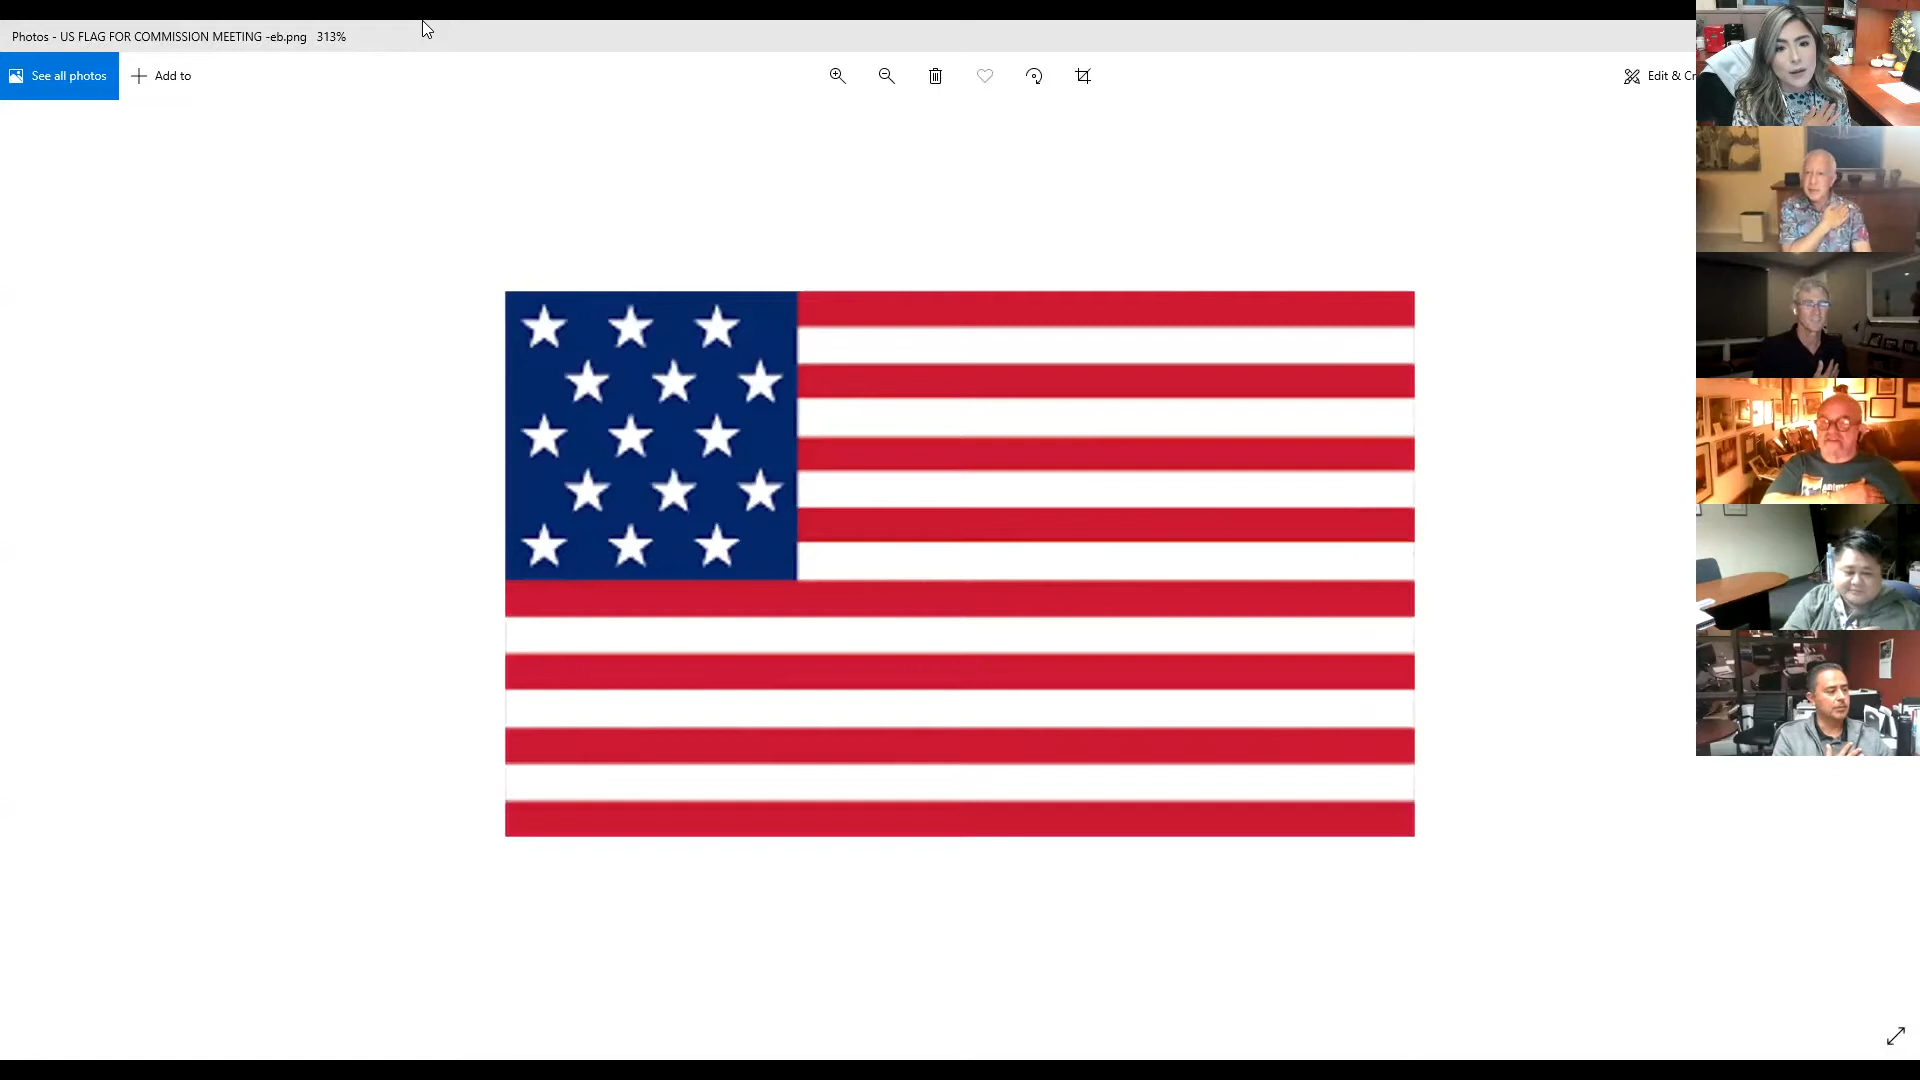 Photos - US FLAG FOR COMMISSION MEETING -eb.png 313%
See all photos
Add to
Edit & Cr